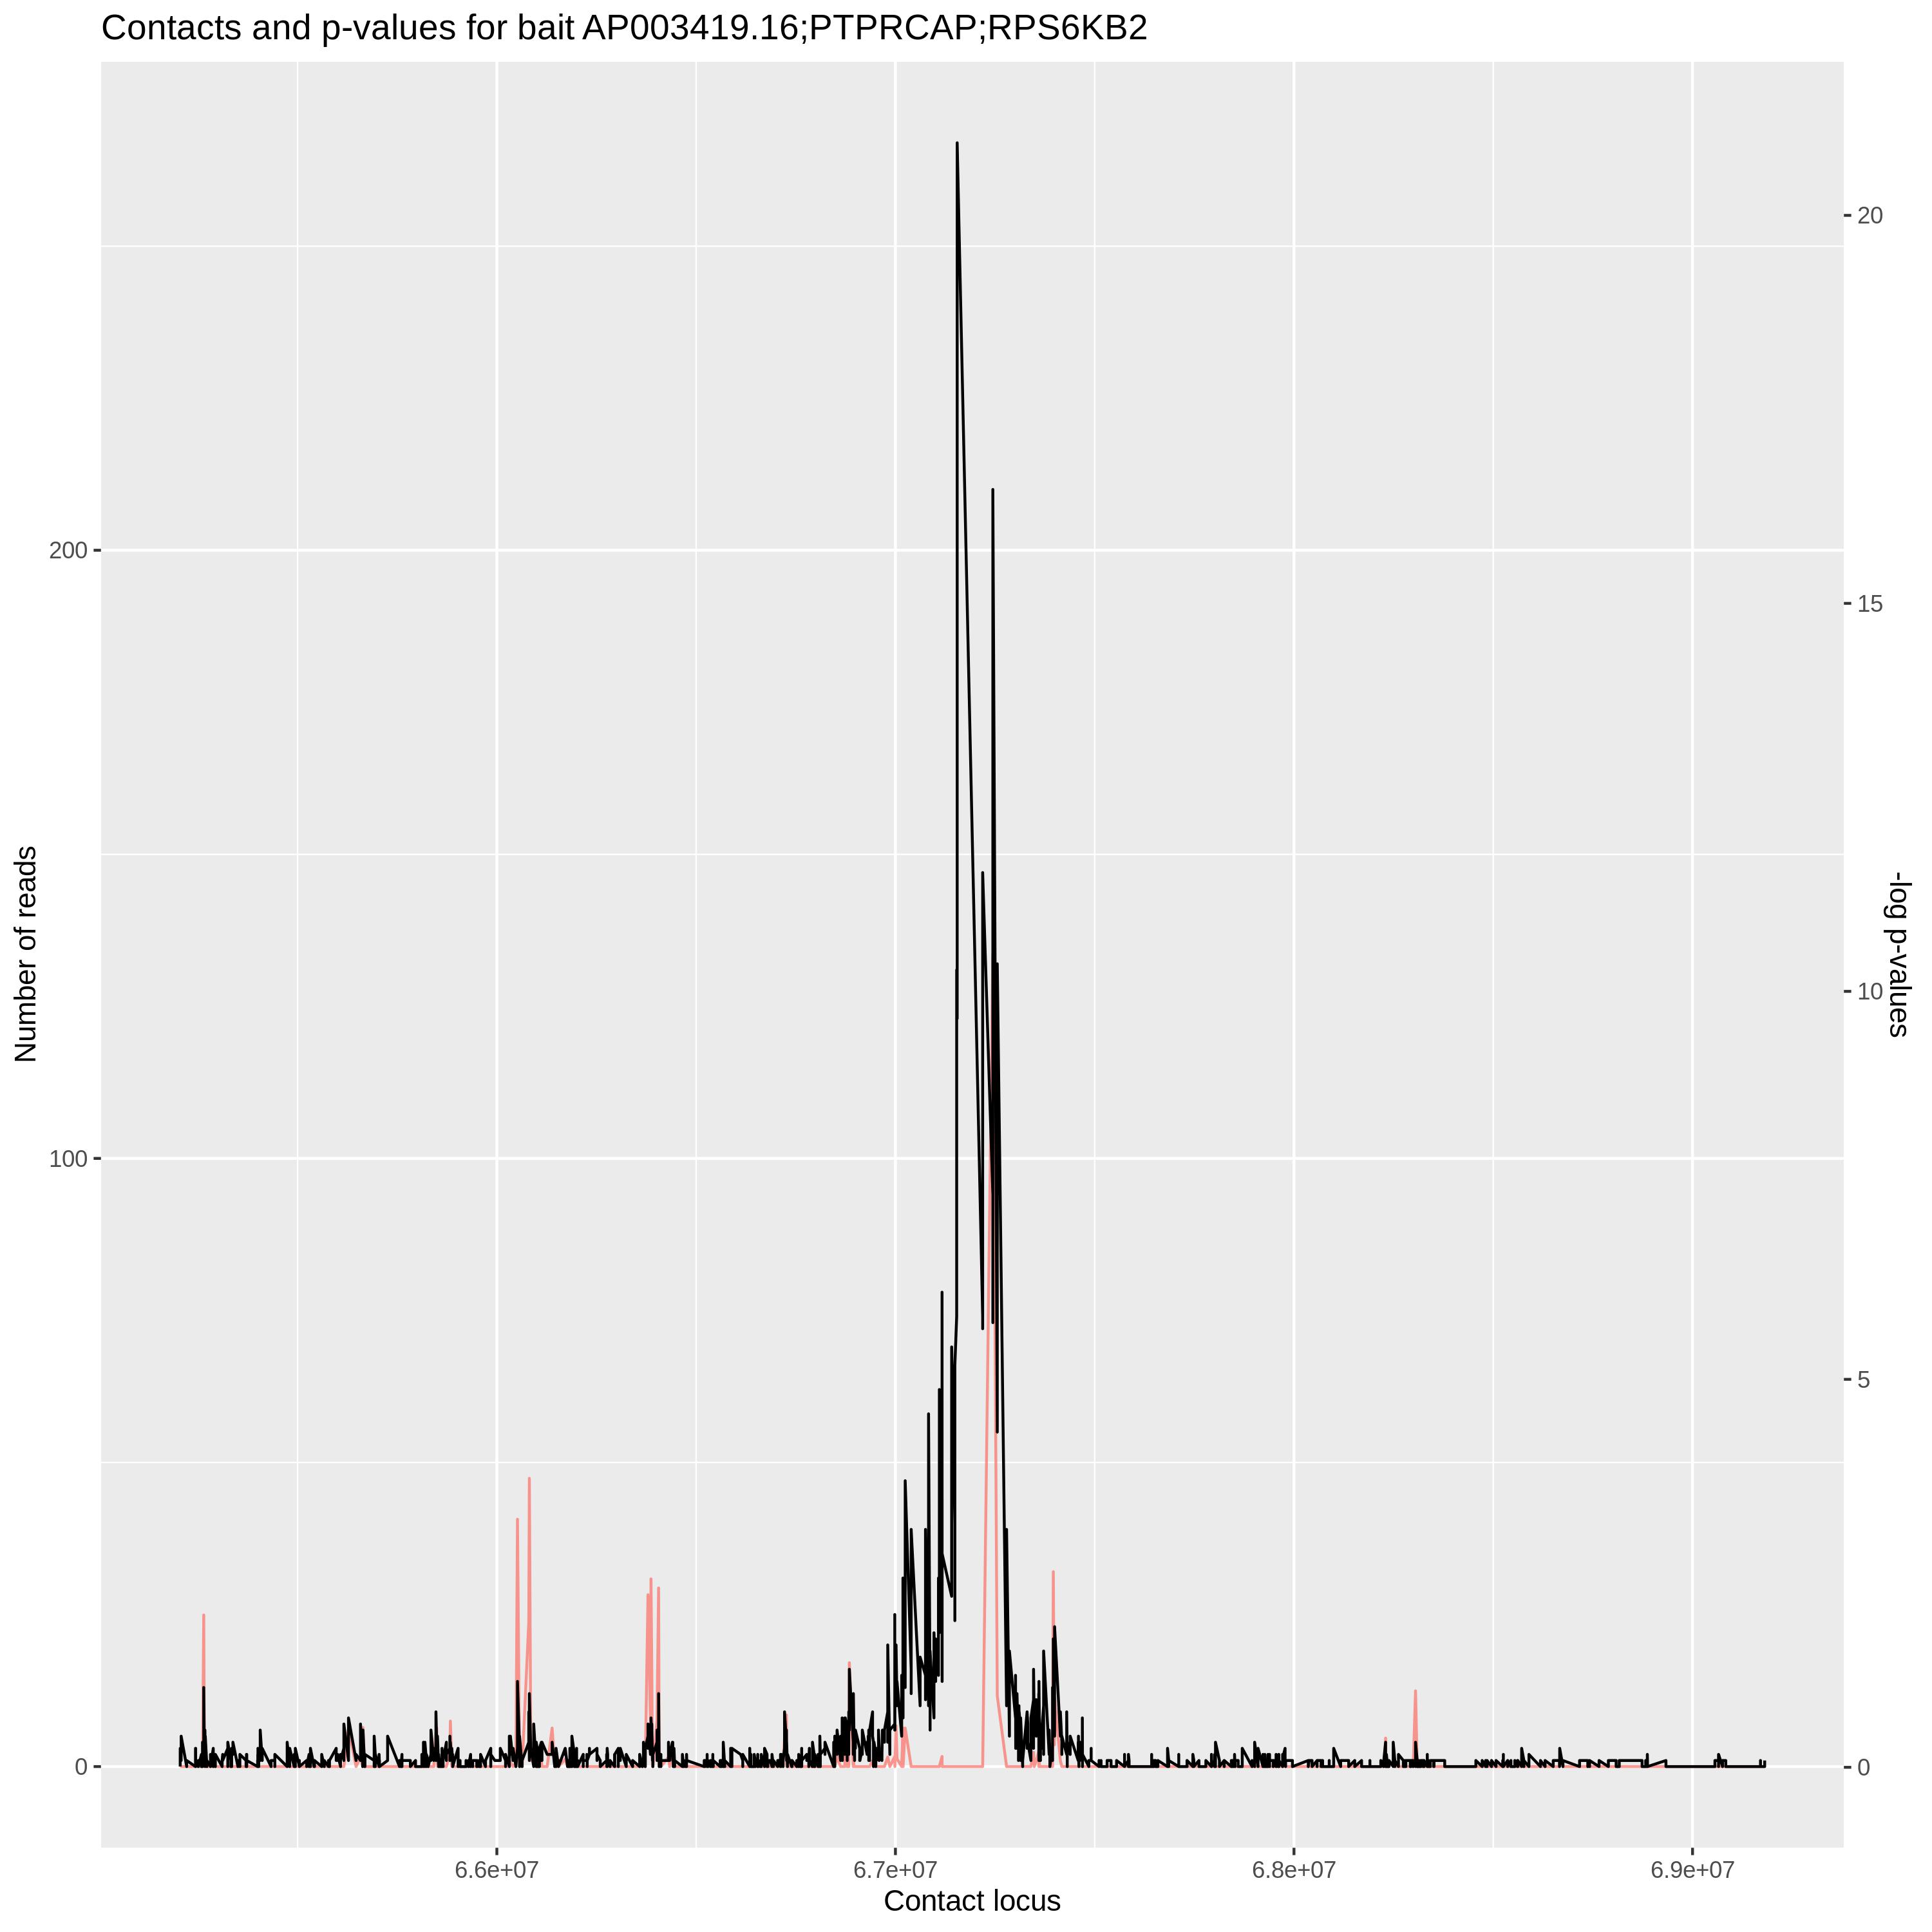 Contacts and p-values for bait AP003419.16;PTPRCAP;RPS6KB2
Number of reads
200
100
0
20
15
10
5
0
-log p-values
6.6e+07
6.7e+07
6.8e+07
6.9e+07
Contact locus